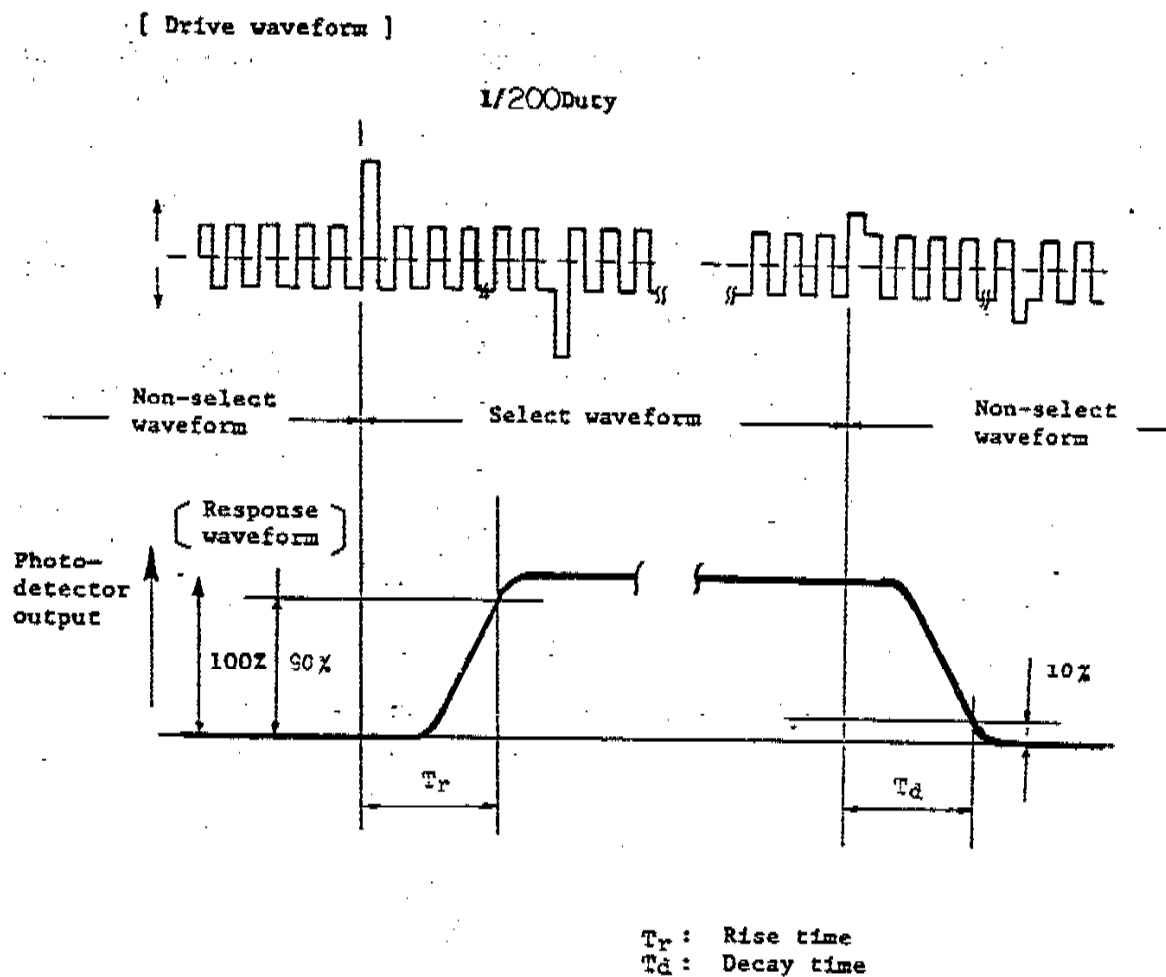 [ Drive waveform ]
1/200Duty
Non-select
waveform
Select waveform
Non-select
waveform
Response
waveform
Photo-
detector
output
100%
90%
10%
Tr
Td
Tr : Rise time
Td : Decay time